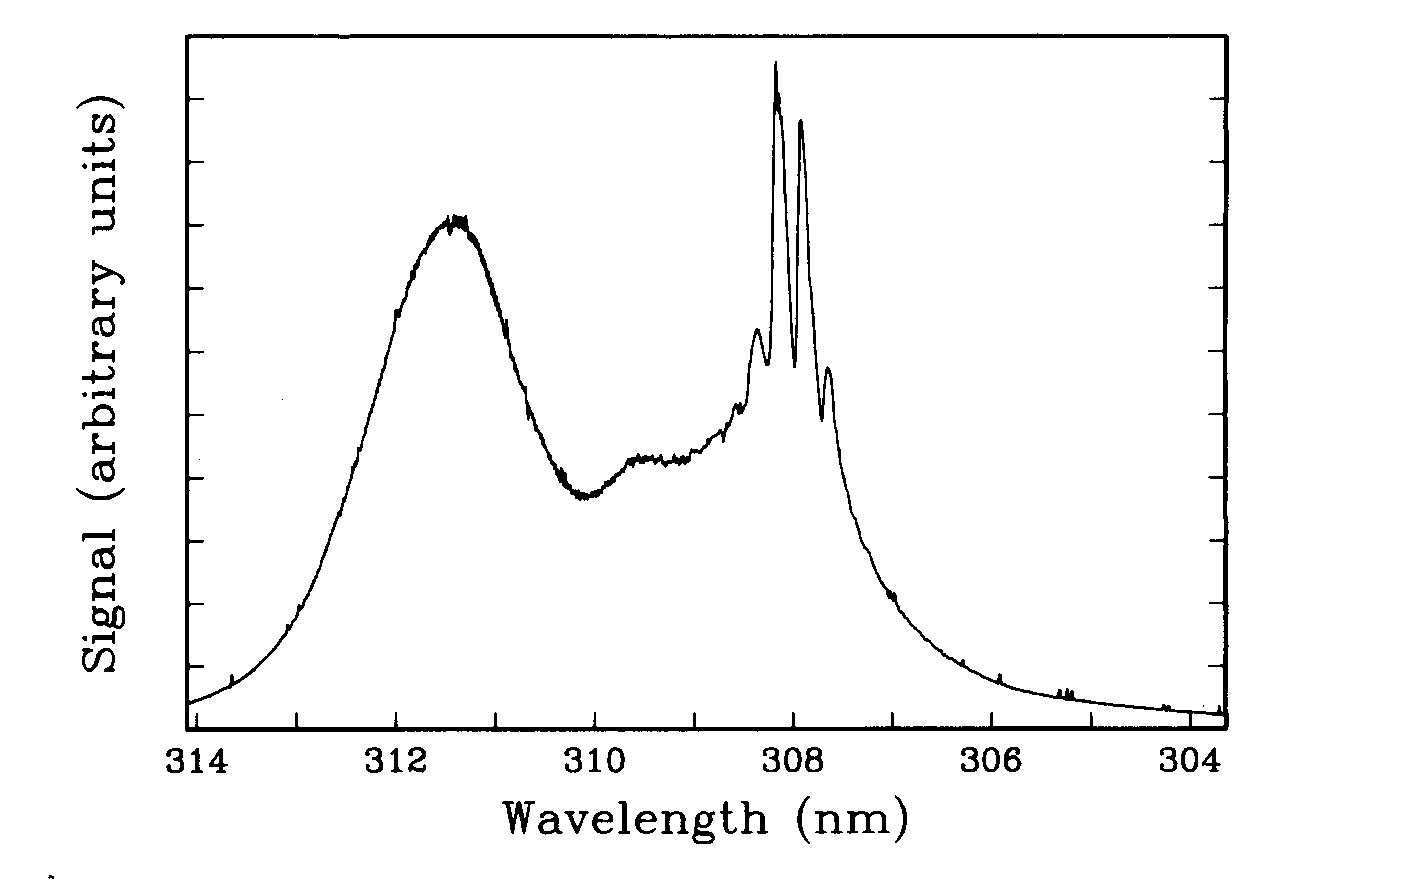 Signal (arbitrary units)
314 312 310 308 306 304
Wavelength (nm)